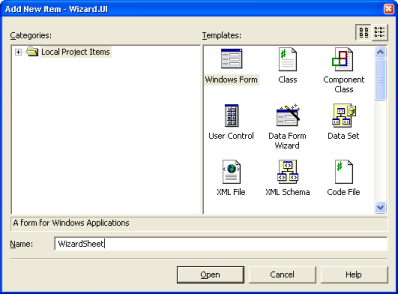 Add New Item - Wizard.UI
Categories:
Templates:
Local Project Items
Windows Form
Class
Component Class
User Control
Data Form Wizard
Data Set
XML File
XML Schema
Code File
A form for Windows Applications
Name:
WizardSheet
Open
Cancel
Help